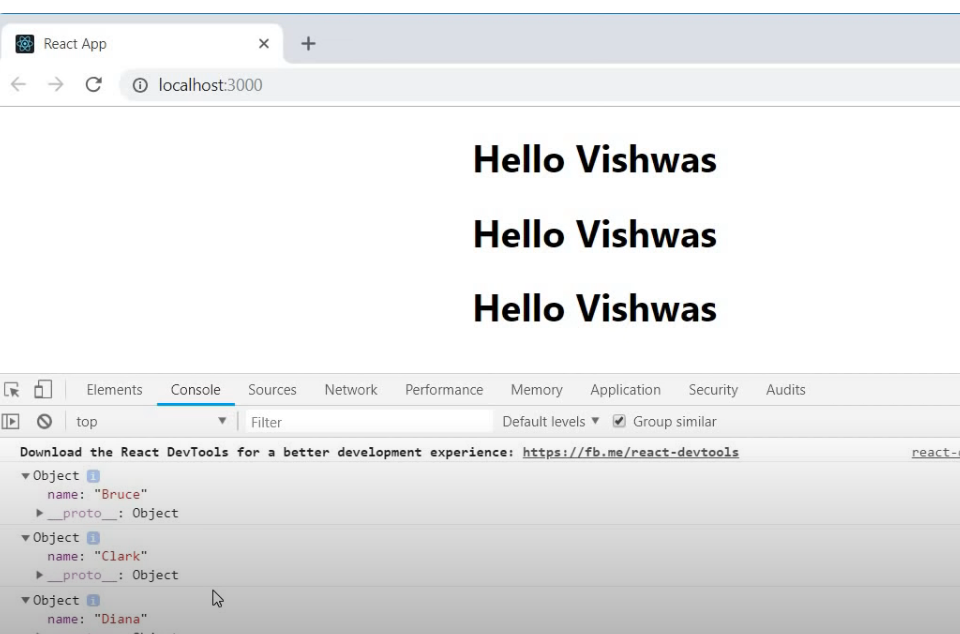 React App
localhost:3000
Hello Vishwas
Hello Vishwas
Hello Vishwas
Elements Console Sources Network Performance Memory Application Security Audits
top Filter Default levels Group similar
Download the React DevTools for a better development experience: https://fb.me/react-devtools react-
Object
name: "Bruce"
__proto__: Object
Object
name: "Clark"
__proto__: Object
Object
name: "Diana"